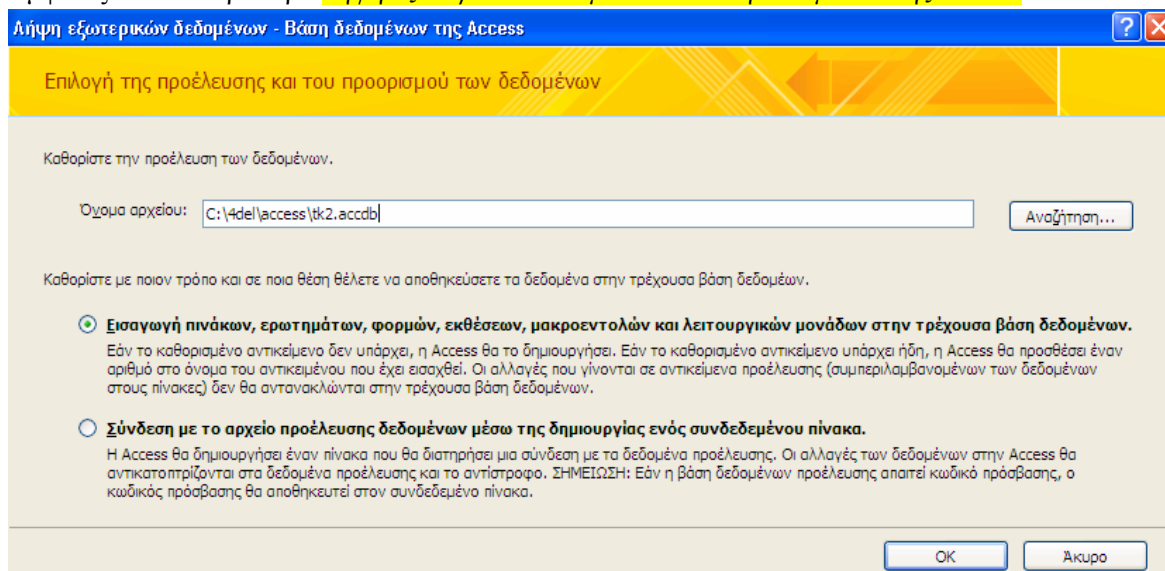 Λήψη εξωτερικών δεδομένων - Βάση δεδομένων της Access
Επιλογή της προέλευσης και του προορισμού των δεδομένων
Καθορίστε την προέλευση των δεδομένων.
Όνομα αρχείου:
C:\4del\access\tk2.accdb
Αναζήτηση...
Καθορίστε με ποιον τρόπο και σε ποια θέση θέλετε να αποθηκεύσετε τα δεδομένα στην τρέχουσα βάση δεδομέων.
Εισαγωγή πινάκων, ερωτημάτων, φορμών, εκθέσεων, μακροεντολών και λειτουργικών μονάδων στην τρέχουσα βάση δεδομένων.
Εάν το καθορισμένο αντικείμενο δεν υπάρχει, η Access θα το δημιουργήσει. Εάν το καθορισμένο αντικείμενο υπάρχει ήδη, η Access θα προσθέσει έναν
αριθμό στο όνομα του αντικειμένου που έχει εισαχθεί. Οι αλλαγές που γίνονται σε αντικείμενα προέλευσης (συμπεριλαμβανομένων των δεδομένων
στους πίνακες) δεν θα αντανακλώνται στην τρέχουσα βάση δεδομένων.
Σύνδεση με το αρχείο προέλευσης δεδομένων μέσω της δημιουργίας ενός συνδεδεμένου πίνακα.
Η Access θα δημιουργήσει έναν πίνακα που θα διατηρήσει μια σύνδεση με τα δεδομένα προέλευσης. Οι αλλαγές των δεδομένων στην Access θα
αντικατοπτρίζονται στα δεδομένα προέλευσης και το αντίστροφο. ΣΗΜΕΙΩΣΗ: Εάν η βάση δεδομένων προέλευσης απαιτεί κωδικό πρόσβασης, ο
κωδικός πρόσβασης θα αποθηκευτεί στον συνδεδεμένο πίνακα.
OK
Άκυρο